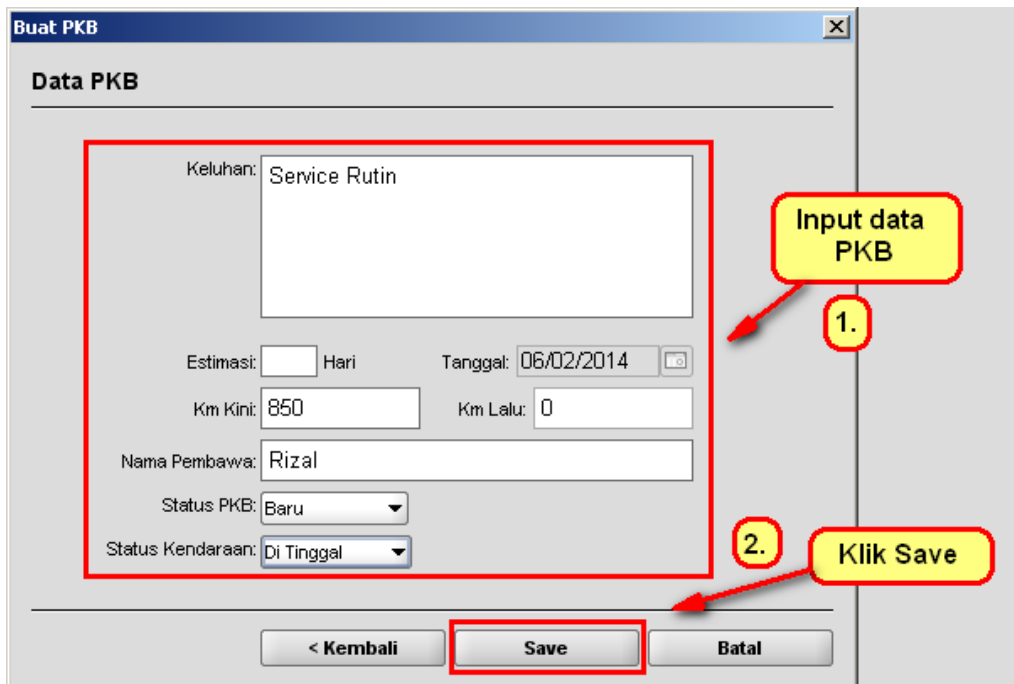 Buat PKB
Data PKB
Keluhan: Service Rutin
Input data
PKB
1.
Estimasi: Hari Tanggal: 06/02/2014
Km Kini: 850 Km Lalu: 0
Nama Pembawa: Rizal
Status PKB: Baru
Status Kendaraan: Di Tinggal
2.
Klik Save
< Kembali Save Batal